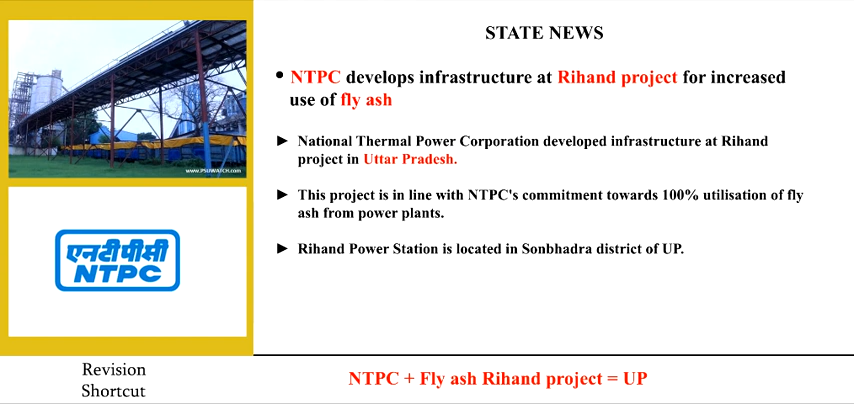 www.PSUWATCH.com
एनटीपीसी
NTPC
Revision
Shortcut
STATE NEWS
• NTPC develops infrastructure at Rihand project for increased
use of fly ash
► National Thermal Power Corporation developed infrastructure at Rihand
project in Uttar Pradesh.
► This project is in line with NTPC's commitment towards 100% utilisation of fly
ash from power plants.
► Rihand Power Station is located in Sonbhadra district of UP.
NTPC + Fly ash Rihand project = UP